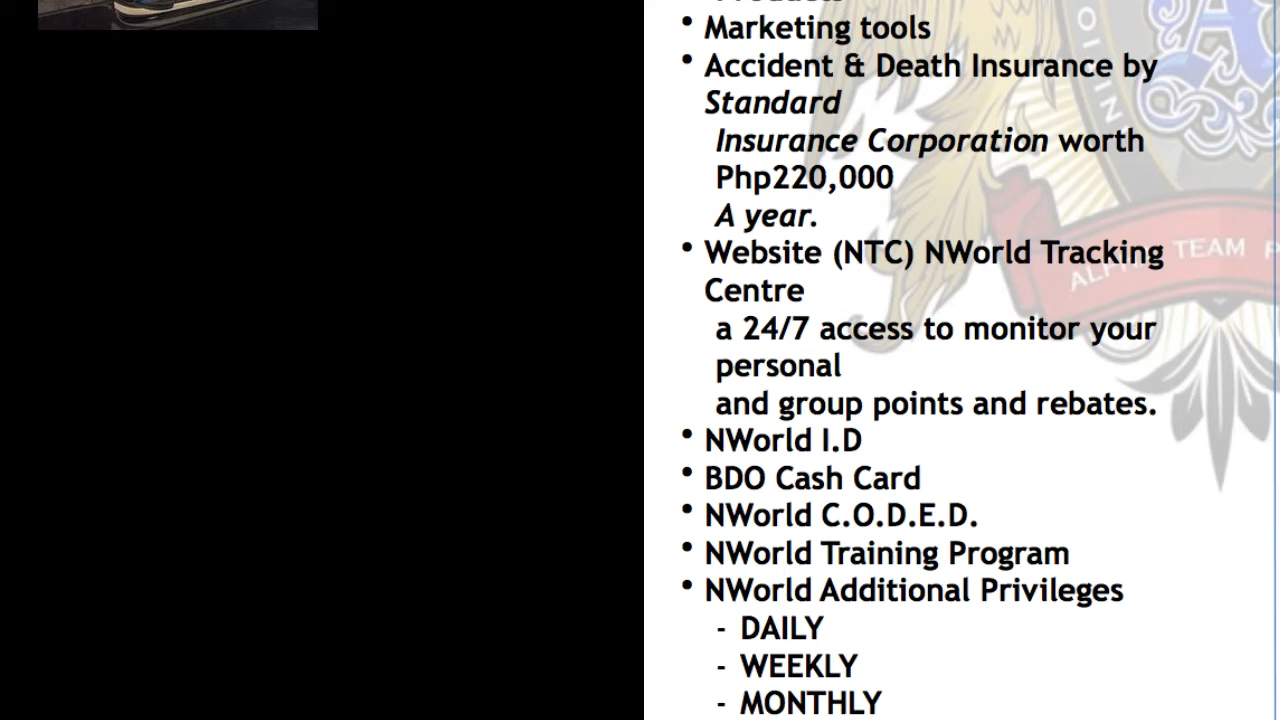 • Marketing tools
• Accident & Death Insurance by
Standard
Insurance Corporation worth
Php220,000
A year.
• Website (NTC) NWorld Tracking
Centre
a 24/7 access to monitor your
personal
and group points and rebates.
• NWorld I.D
• BDO Cash Card
• NWorld C.O.D.E.D.
• NWorld Training Program
• NWorld Additional Privileges
- DAILY
- WEEKLY
- MONTHLY
TEAM